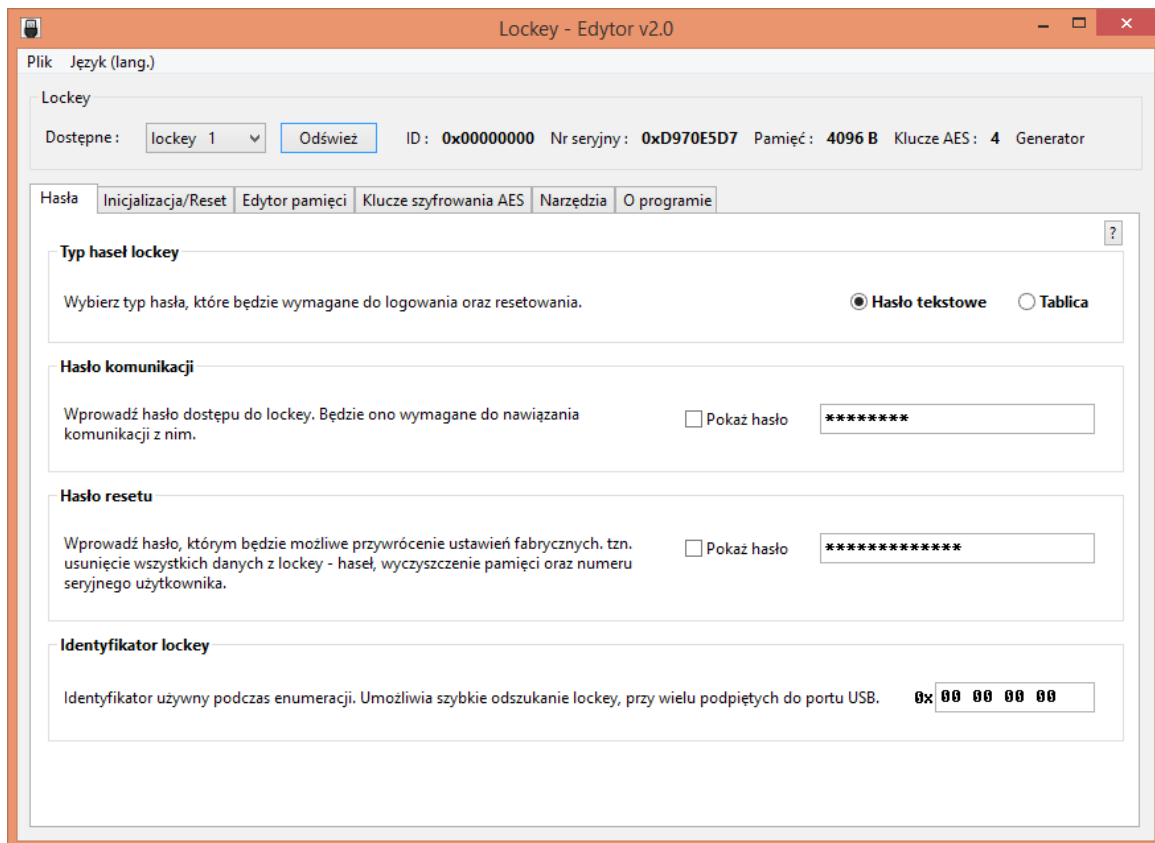 Lockey - Edytor v2.0
Plik Język (lang.)
Lockey
Dostępne : lockey 1 Odśwież ID : 0x00000000 Nr seryjny : 0xD970E5D7 Pamięć : 4096 B Klucze AES : 4 Generator
Hasła Inicjalizacja/Reset Edytor pamięci Klucze szyfrowania AES Narzędzia O programie
?
Typ haseł lockey
Wybierz typ hasła, które będzie wymagane do logowania oraz resetowania. Hasło tekstowe Tablica
Hasło komunikacji
Wprowadź hasło dostępu do lockey. Będzie ono wymagane do nawiązania
komunikacji z nim.
Pokaż hasło ********
Hasło resetu
Wprowadź hasło, którym będzie możliwe przywrócenie ustawień fabrycznych. tzn.
usunięcie wszystkich danych z lockey - haseł, wyczyszczenie pamięci oraz numeru
seryjnego użytkownika.
Pokaż hasło *************
Identyfikator lockey
Identyfikator używny podczas enumeracji. Umożliwia szybkie odszukanie lockey, przy wielu podpiętych do portu USB. 0x 00 00 00 00